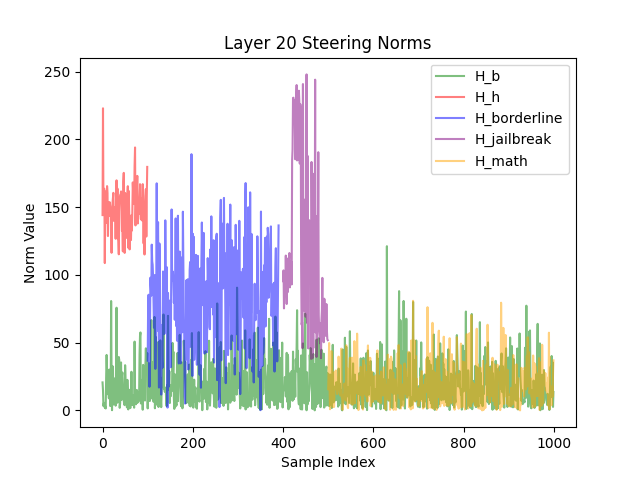 Layer 20 Steering Norms
250
200
150
100
50
0
Norm Value
H_b
H_h
H_borderline
H_jailbreak
H_math
0
200
400
600
800
1000
Sample Index